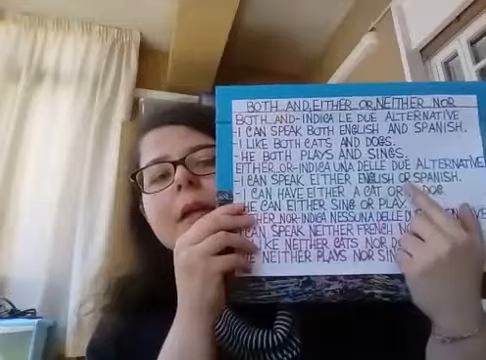 BOTH AND, EITHER OR, NEITHER NOR
BOTH AND-INDICA LE DUE ALTERNATIVE
-I CAN SPEAK BOTH ENGLISH AND SPANISH.
-I LIKE BOTH CATS AND DOGS.
-HE BOTH PLAYS AND SINGS.
EITHER OR-INDICA UNA DELLE DUE ALTERNATIVE
-I CAN SPEAK EITHER ENGLISH OR SPANISH.
-I CAN HAVE EITHER A CAT OR DOG.
HE CAN EITHER SING OR PLAY
NOR-INDICA NESSUNA DELLE
CAN SPEAK NEITHER FRENCH
LIKE NEITHER CATS NOR
NEITHER PLAYS NOR